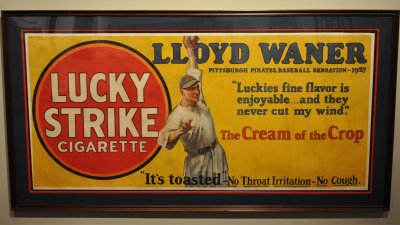 LUCKY
STRIKE
CIGARETTE
LLOYD WANER
PITTSBURGH PIRATES, BASEBALL SENSATION—1927
"Luckies fine flavor is
enjoyable...and they
never cut my wind."
The Cream of the Crop
"It's toasted"-No Throat Irritation-No Cough.